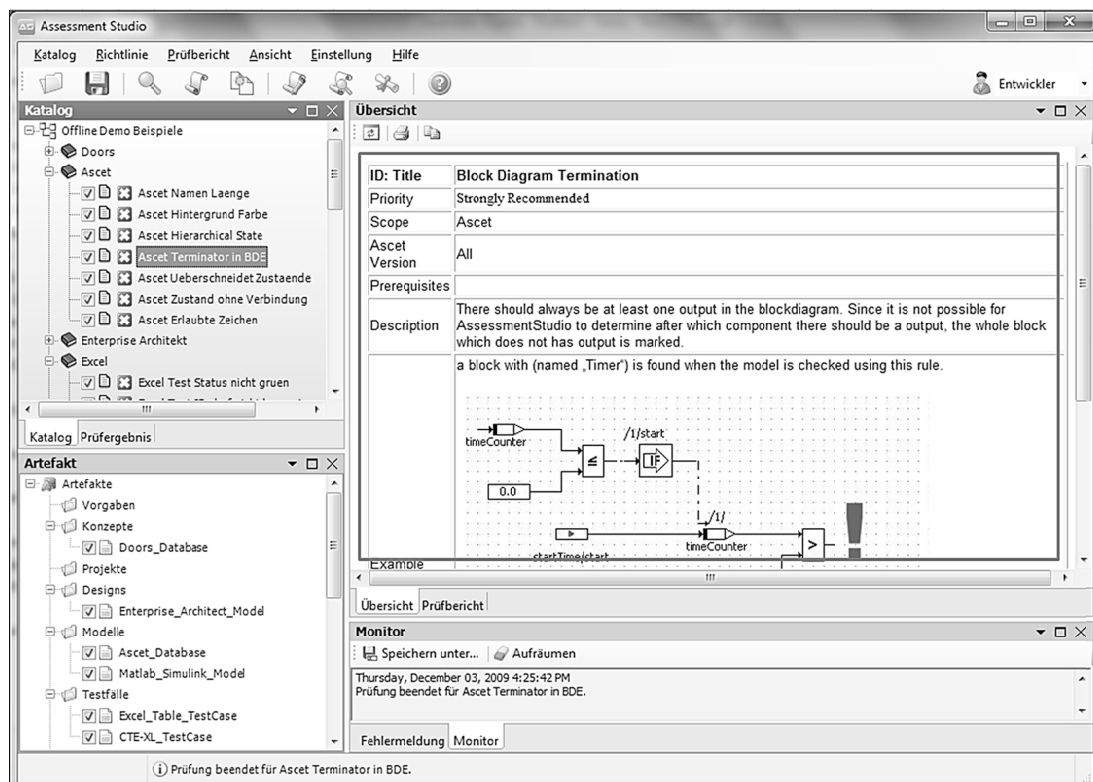 Assessment Studio
Katalog Richtlinie Prüfbericht Ansicht Einstellung Hilfe
Entwickler
Katalog
Offline Demo Beispiele
Doors
Ascet
Ascet Namen Laenge
Ascet Hintergrund Farbe
Ascet Hierarchical State
Ascet Terminator in BDE
Ascet Ueberschneidet Zustaende
Ascet Zustand ohne Verbindung
Ascet Erlaubte Zeichen
Enterprise Architekt
Excel
Excel Test Status nicht gruen
Katalog Prüfergebnis
Artefakt
Artefakte
Vorgaben
Konzepte
Doors_Database
Projekte
Designs
Enterprise_Architect_Model
Modelle
Ascet_Database
Matlab_Simulink_Model
Testfälle
Excel_Table_TestCase
CTE-XL_TestCase
Übersicht
ID: Title Block Diagram Termination
Priority Strongly Recommended
Scope Ascet
Ascet
Version
All
Prerequisites
Description
There should always be at least one output in the blockdiagram. Since it is not possible for
AssessmentStudio to determine after which component there should be a output, the whole block
which does not has output is marked.
a block with (named „Timer“) is found when the model is checked using this rule.
/1/start
timeCounter
≤
IF
0.0
/1/
timeCounter
>
!
startTime/start
Example
Übersicht Prüfbericht
Monitor
Speichern unter... Aufräumen
Thursday, December 03, 2009 4:25:42 PM
Prüfung beendet für Ascet Terminator in BDE.
Fehlermeldung Monitor
Prüfung beendet für Ascet Terminator in BDE.